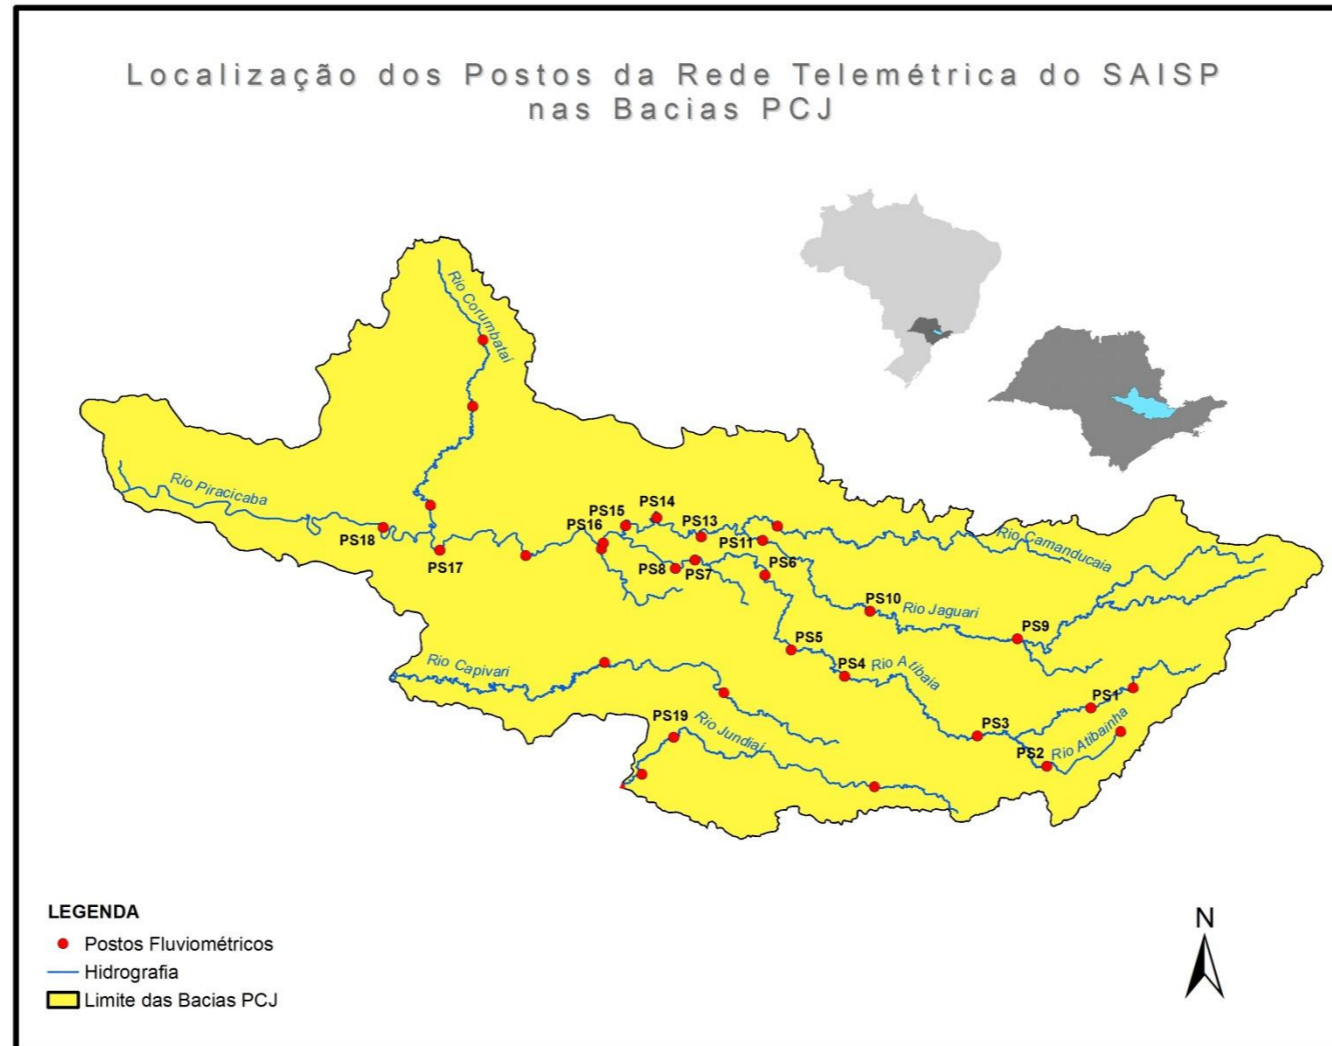 Localização dos Postos da Rede Telemétrica do SAISP
nas Bacias PCJ
Rio Corumbataí
Rio Piracicaba
PS18
PS17
PS16
PS15
PS14
PS13
PS11
Rio Camanducaia
PS8
PS7
PS6
PS10
Rio Jaguari
PS9
PS5
PS4
Rio Atibaia
Rio Capivari
PS1
PS19
Rio Jundiaí
PS3
PS2
Rio Atibainha
LEGENDA
Postos Fluviométricos
Hidrografia
Limite das Bacias PCJ
N